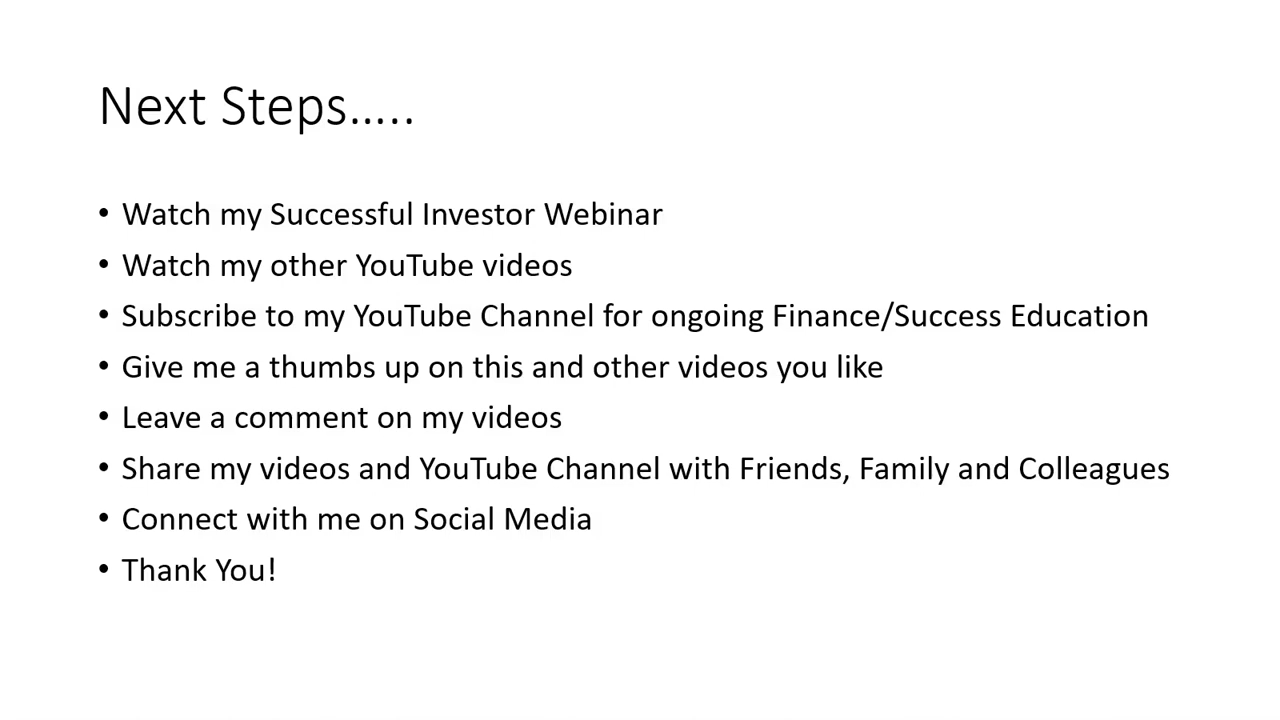 Next Steps.....
• Watch my Successful Investor Webinar
• Watch my other YouTube videos
• Subscribe to my YouTube Channel for ongoing Finance/Success Education
• Give me a thumbs up on this and other videos you like
• Leave a comment on my videos
• Share my videos and YouTube Channel with Friends, Family and Colleagues
• Connect with me on Social Media
• Thank You!